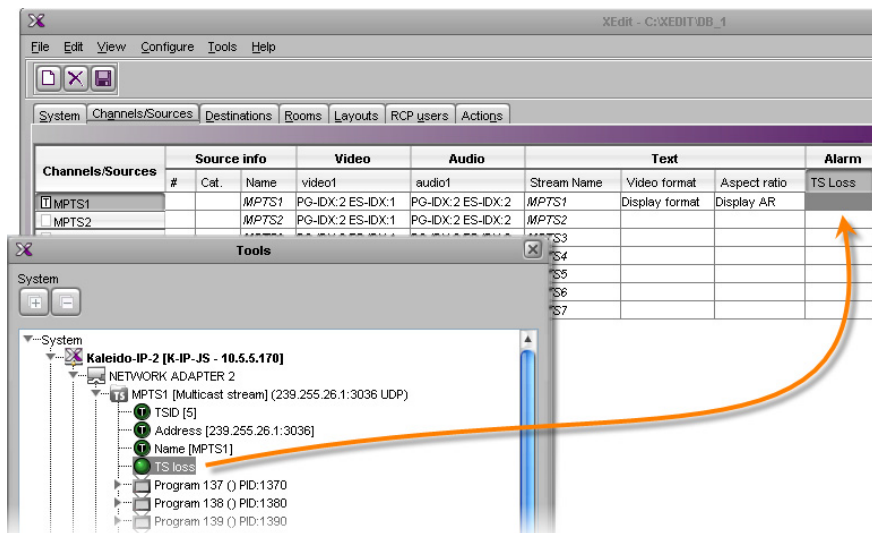 XEdit - C:\XEDIT\DB_1
File Edit View Configure Tools Help
System Channels/Sources Destinations Rooms Layouts RCP users Actions
Channels/Sources Source info Video Audio Text Alarm
# Cat. Name video1 audio1 Stream Name Video format Aspect ratio TS Loss
T MPTS1 MPTS1 PG-IDX:2 ES-IDX:1 PG-IDX:2 ES-IDX:2 MPTS1 Display format Display AR
MPTS2 MPTS2 PG-IDX:2 ES-IDX:1 PG-IDX:2 ES-IDX:2 MPTS2
Tools
System
System
Kaleido-IP-2 [K-IP-JS - 10.5.5.170]
NETWORK ADAPTER 2
TS MPTS1 [Multicast stream] (239.255.26.1:3036 UDP)
T TSID [5]
T Address [239.255.26.1:3036]
T Name [MPTS1]
TS loss
Program 137 () PID:1370
Program 138 () PID:1380
Program 139 () PID:1390